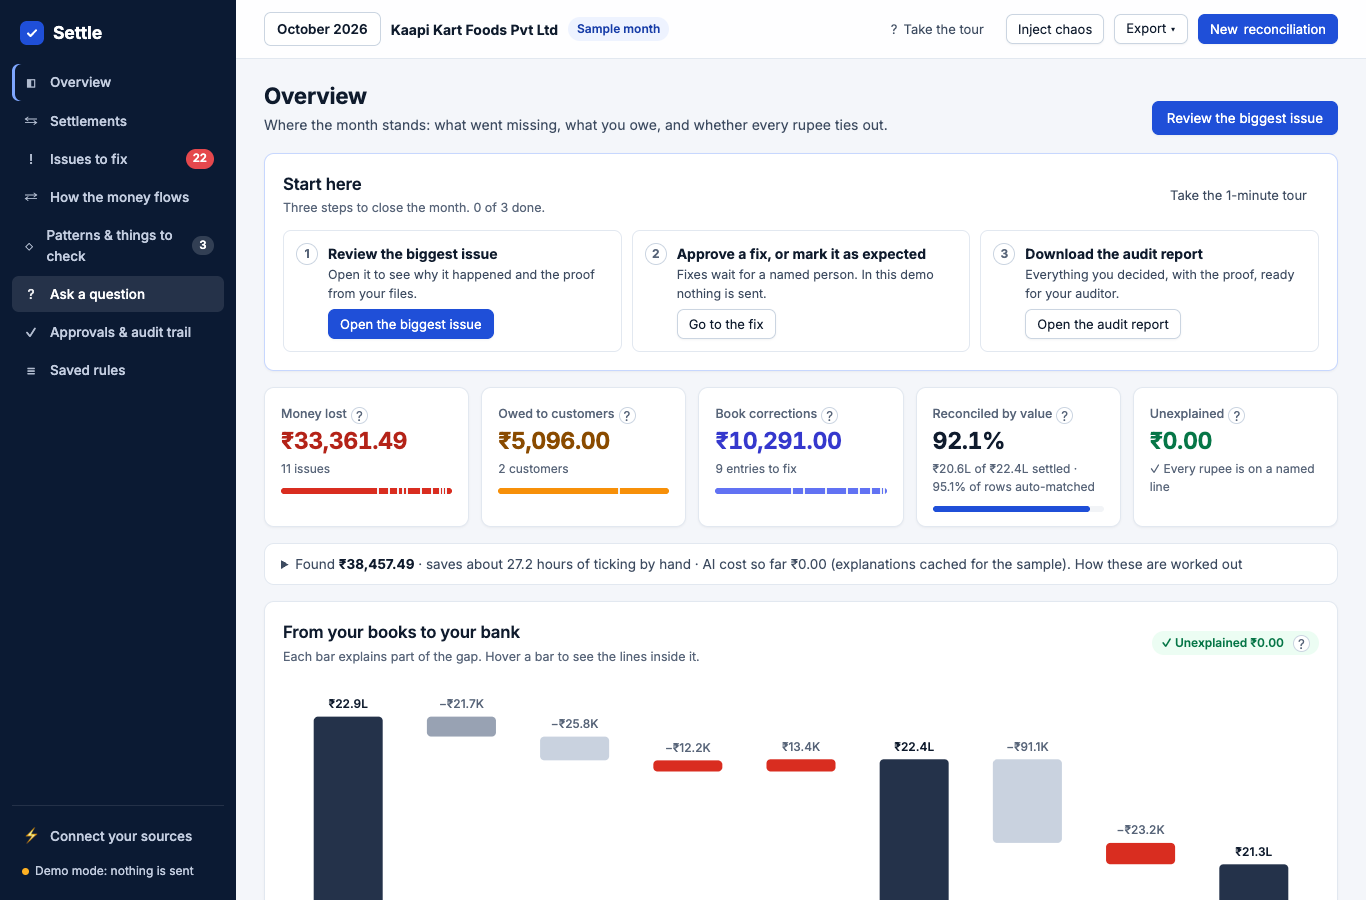 Settle
Overview
Settlements
! Issues to fix 22
How the money flows
Patterns & things to
check
3
? Ask a question
Approvals & audit trail
Saved rules
Connect your sources
Demo mode: nothing is sent
October 2026 Kaapi Kart Foods Pvt Ltd Sample month ? Take the tour Inject chaos Export New reconciliation
Overview
Where the month stands: what went missing, what you owe, and whether every rupee ties out.
Review the biggest issue
Start here
Three steps to close the month. 0 of 3 done.
Take the 1-minute tour
1 Review the biggest issue
Open it to see why it happened and the proof
from your files.
Open the biggest issue
2 Approve a fix, or mark it as expected
Fixes wait for a named person. In this demo
nothing is sent.
Go to the fix
3 Download the audit report
Everything you decided, with the proof, ready
for your auditor.
Open the audit report
Money lost ?
₹33,361.49
11 issues
Owed to customers ?
₹5,096.00
2 customers
Book corrections ?
₹10,291.00
9 entries to fix
Reconciled by value ?
92.1%
₹20.6L of ₹22.4L settled ·
95.1% of rows auto-matched
Unexplained ?
₹0.00
✓ Every rupee is on a named
line
Found ₹38,457.49 · saves about 27.2 hours of ticking by hand · AI cost so far ₹0.00 (explanations cached for the sample). How these are worked out
From your books to your bank
Each bar explains part of the gap. Hover a bar to see the lines inside it.
✓ Unexplained ₹0.00 ?
₹22.9L
−₹21.7K
−₹25.8K
−₹12.2K
₹13.4K
₹22.4L
−₹91.1K
−₹23.2K
₹21.3L